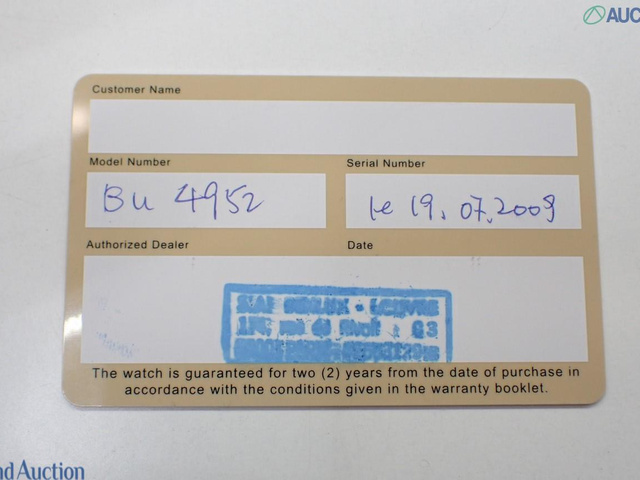 AUC
Customer Name
Model Number
Serial Number
Bu 4952
le 19.07.2009
Authorized Dealer
Date
The watch is guaranteed for two (2) years from the date of purchase in
accordance with the conditions given in the warranty booklet.
nd Auction